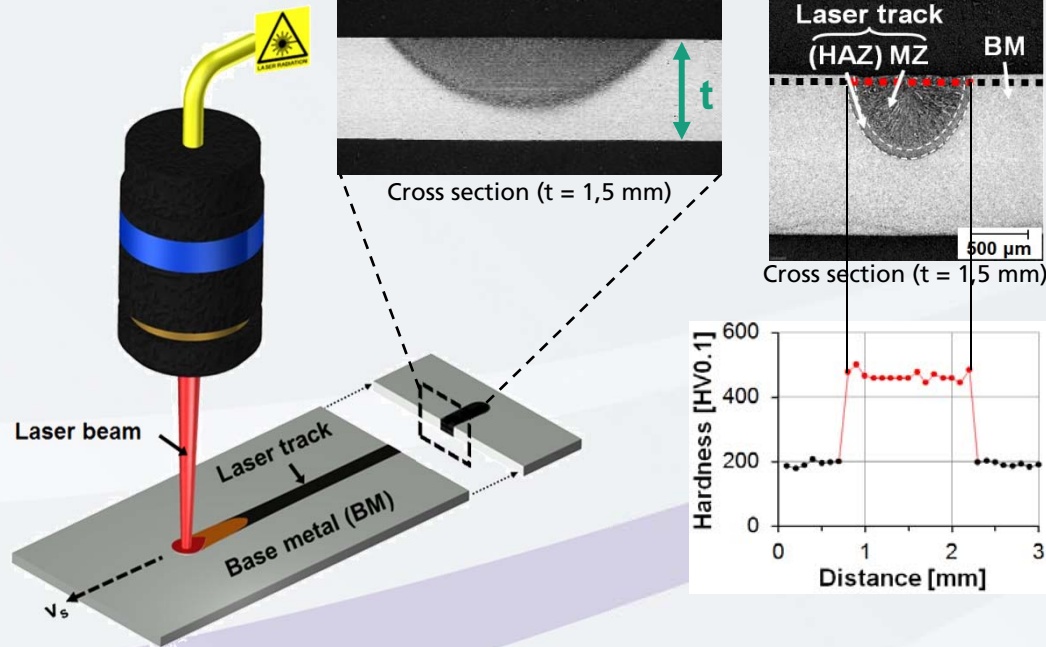 LASER RADIATION
t
Cross section (t = 1,5 mm)
Laser track
(HAZ) MZ
BM
500 µm
Cross section (t = 1,5 mm)
Laser beam
Laser track
Base metal (BM)
vs
Hardness [HV0.1]
600
400
200
0
0 1 2 3
Distance [mm]